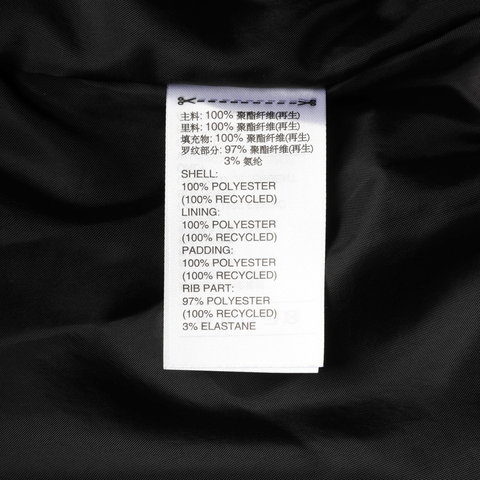 主料: 100% 聚酯纤维(再生)
里料: 100% 聚酯纤维(再生)
填充物: 100% 聚酯纤维(再生)
罗纹部分: 97% 聚酯纤维(再生)
3% 氨纶
SHELL:
100% POLYESTER
(100% RECYCLED)
LINING:
100% POLYESTER
(100% RECYCLED)
PADDING:
100% POLYESTER
(100% RECYCLED)
RIB PART:
97% POLYESTER
(100% RECYCLED)
3% ELASTANE